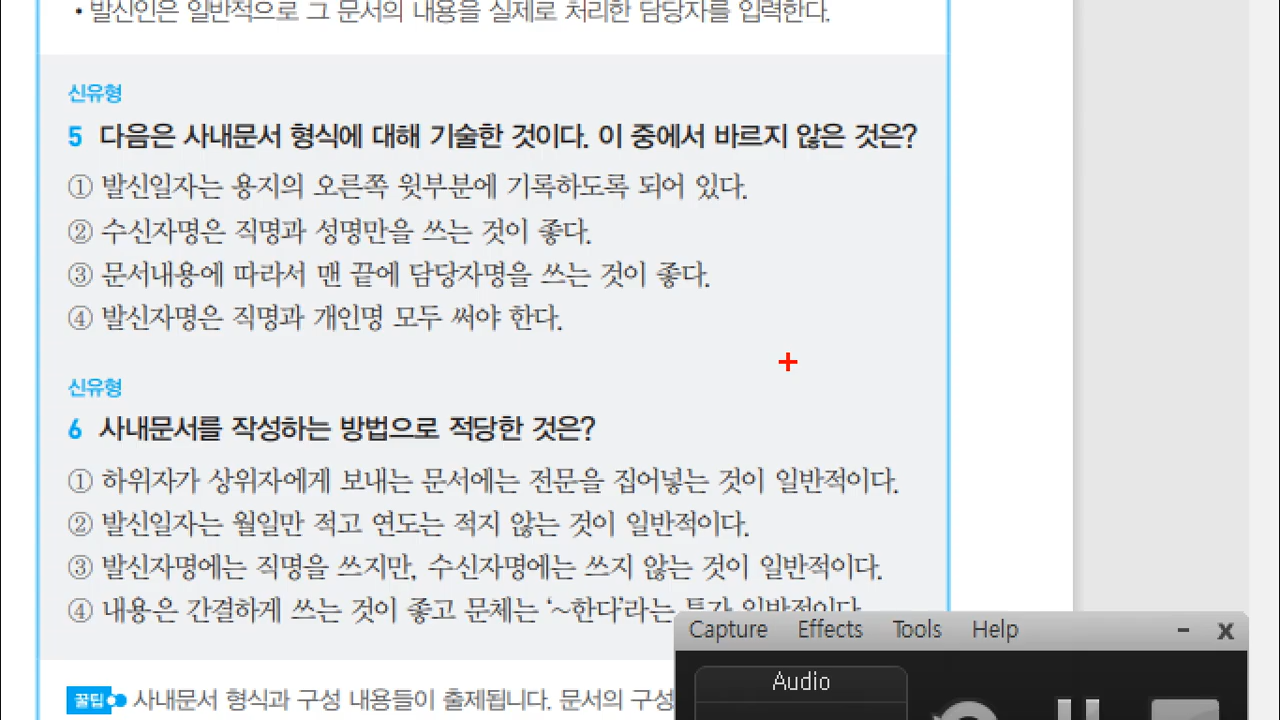 • 발신인은 일반적으로 그 문서의 내용을 실제로 처리한 담당자를 입력한다.
신유형
5 다음은 사내문서 형식에 대해 기술한 것이다. 이 중에서 바르지 않은 것은?
① 발신일자는 용지의 오른쪽 윗부분에 기록하도록 되어 있다.
② 수신자명은 직명과 성명만을 쓰는 것이 좋다.
③ 문서내용에 따라서 맨 끝에 담당자명을 쓰는 것이 좋다.
④ 발신자명은 직명과 개인명 모두 써야 한다.
신유형
6 사내문서를 작성하는 방법으로 적당한 것은?
① 하위자가 상위자에게 보내는 문서에는 전문을 집어넣는 것이 일반적이다.
② 발신일자는 월일만 적고 연도는 적지 않는 것이 일반적이다.
③ 발신자명에는 직명을 쓰지만, 수신자명에는 쓰지 않는 것이 일반적이다.
④ 내용은 간결하게 쓰는 것이 좋고 문체는 ‘~한다’라는 투가 일반적이다.
Capture Effects Tools Help
Audio
꿀팁 사내문서 형식과 구성 내용들이 출제됩니다. 문서의 구성